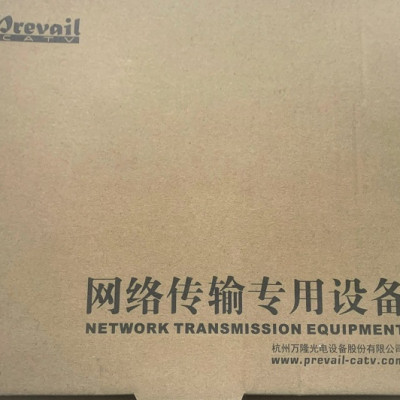 Prevail
CATV
网络传输专用设备
NETWORK TRANSMISSION EQUIPMENT
杭州万隆光电设备股份有限公司
www.prevail-catv.com